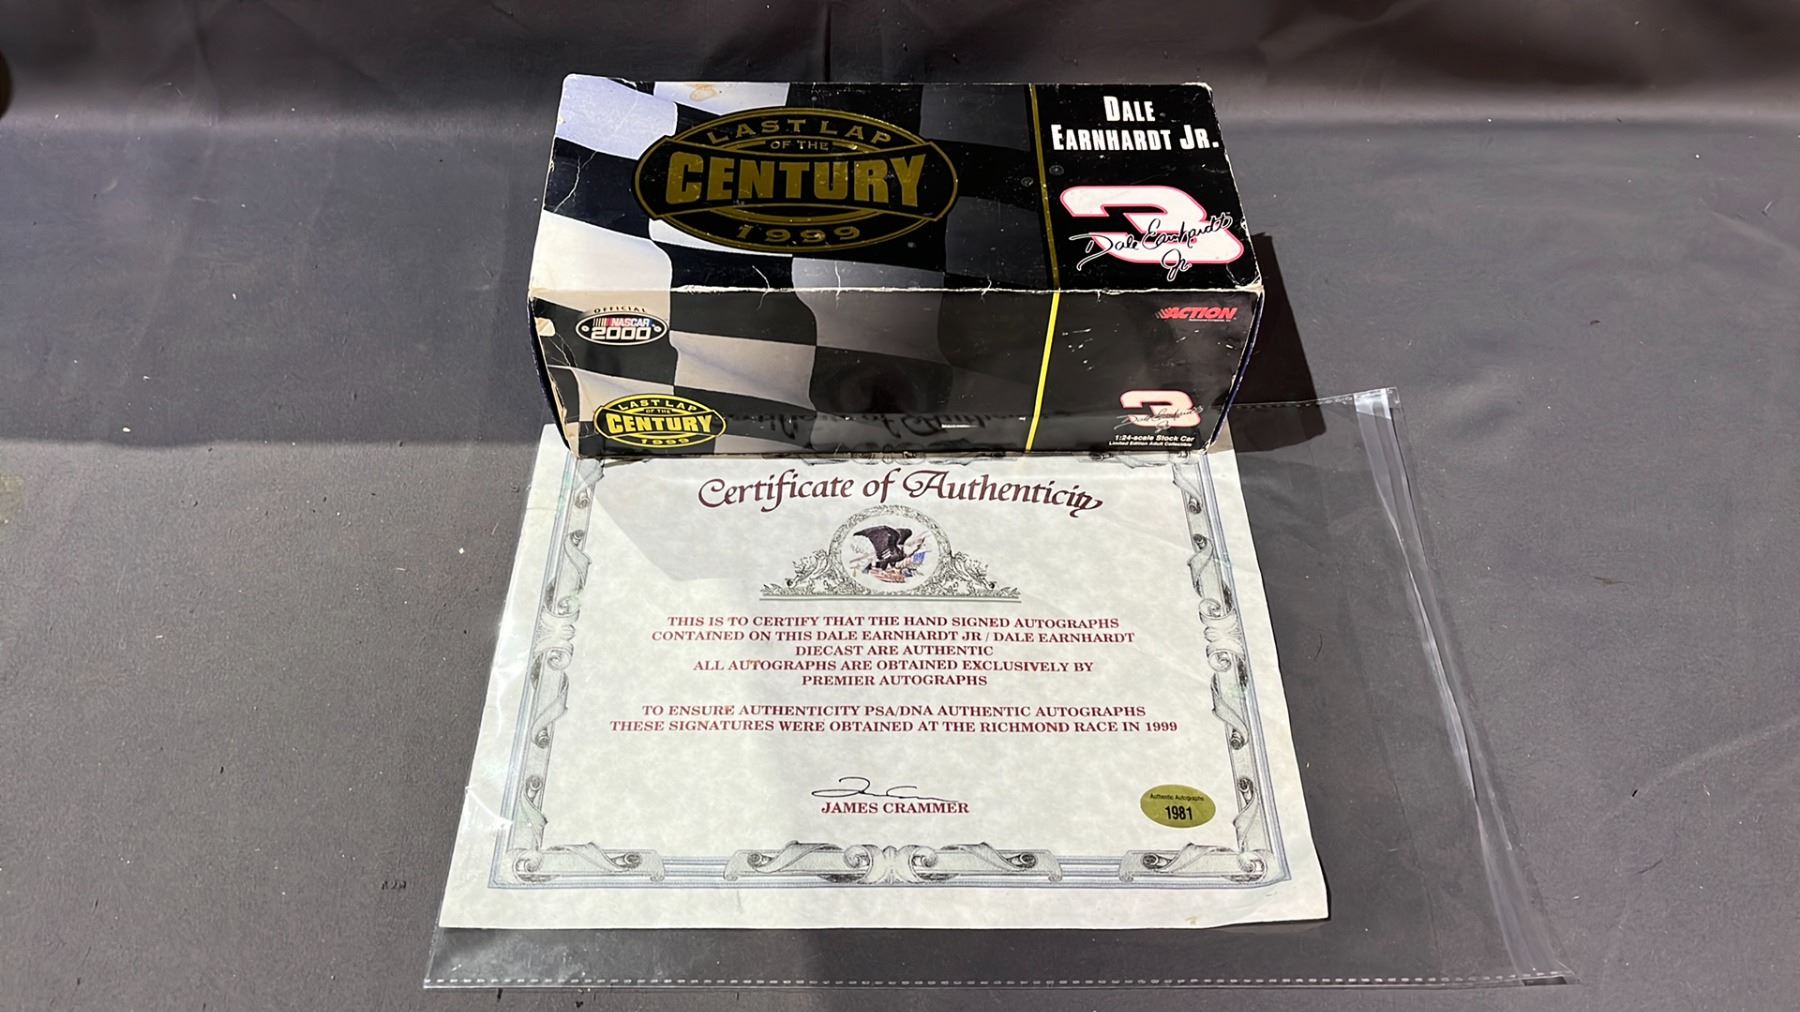 LAST LAP
OF THE
CENTURY
1999
DALE
EARNHARDT JR.
3
Dale Earnhardt
Jr
OFFICIAL
NASCAR
2000
ACTION
LAST LAP
OF THE
CENTURY
1999
3
1:24-scale Stock Car
Limited Edition Adult Collectible
Certificate of Authenticity
THIS IS TO CERTIFY THAT THE HAND SIGNED AUTOGRAPHS
CONTAINED ON THIS DALE EARNHARDT JR / DALE EARNHARDT
DIECAST ARE AUTHENTIC
ALL AUTOGRAPHS ARE OBTAINED EXCLUSIVELY BY
PREMIER AUTOGRAPHS
TO ENSURE AUTHENTICITY PSA/DNA AUTHENTIC AUTOGRAPHS
THESE SIGNATURES WERE OBTAINED AT THE RICHMOND RACE IN 1999
JAMES CRAMMER
Authentic Autographs
1981